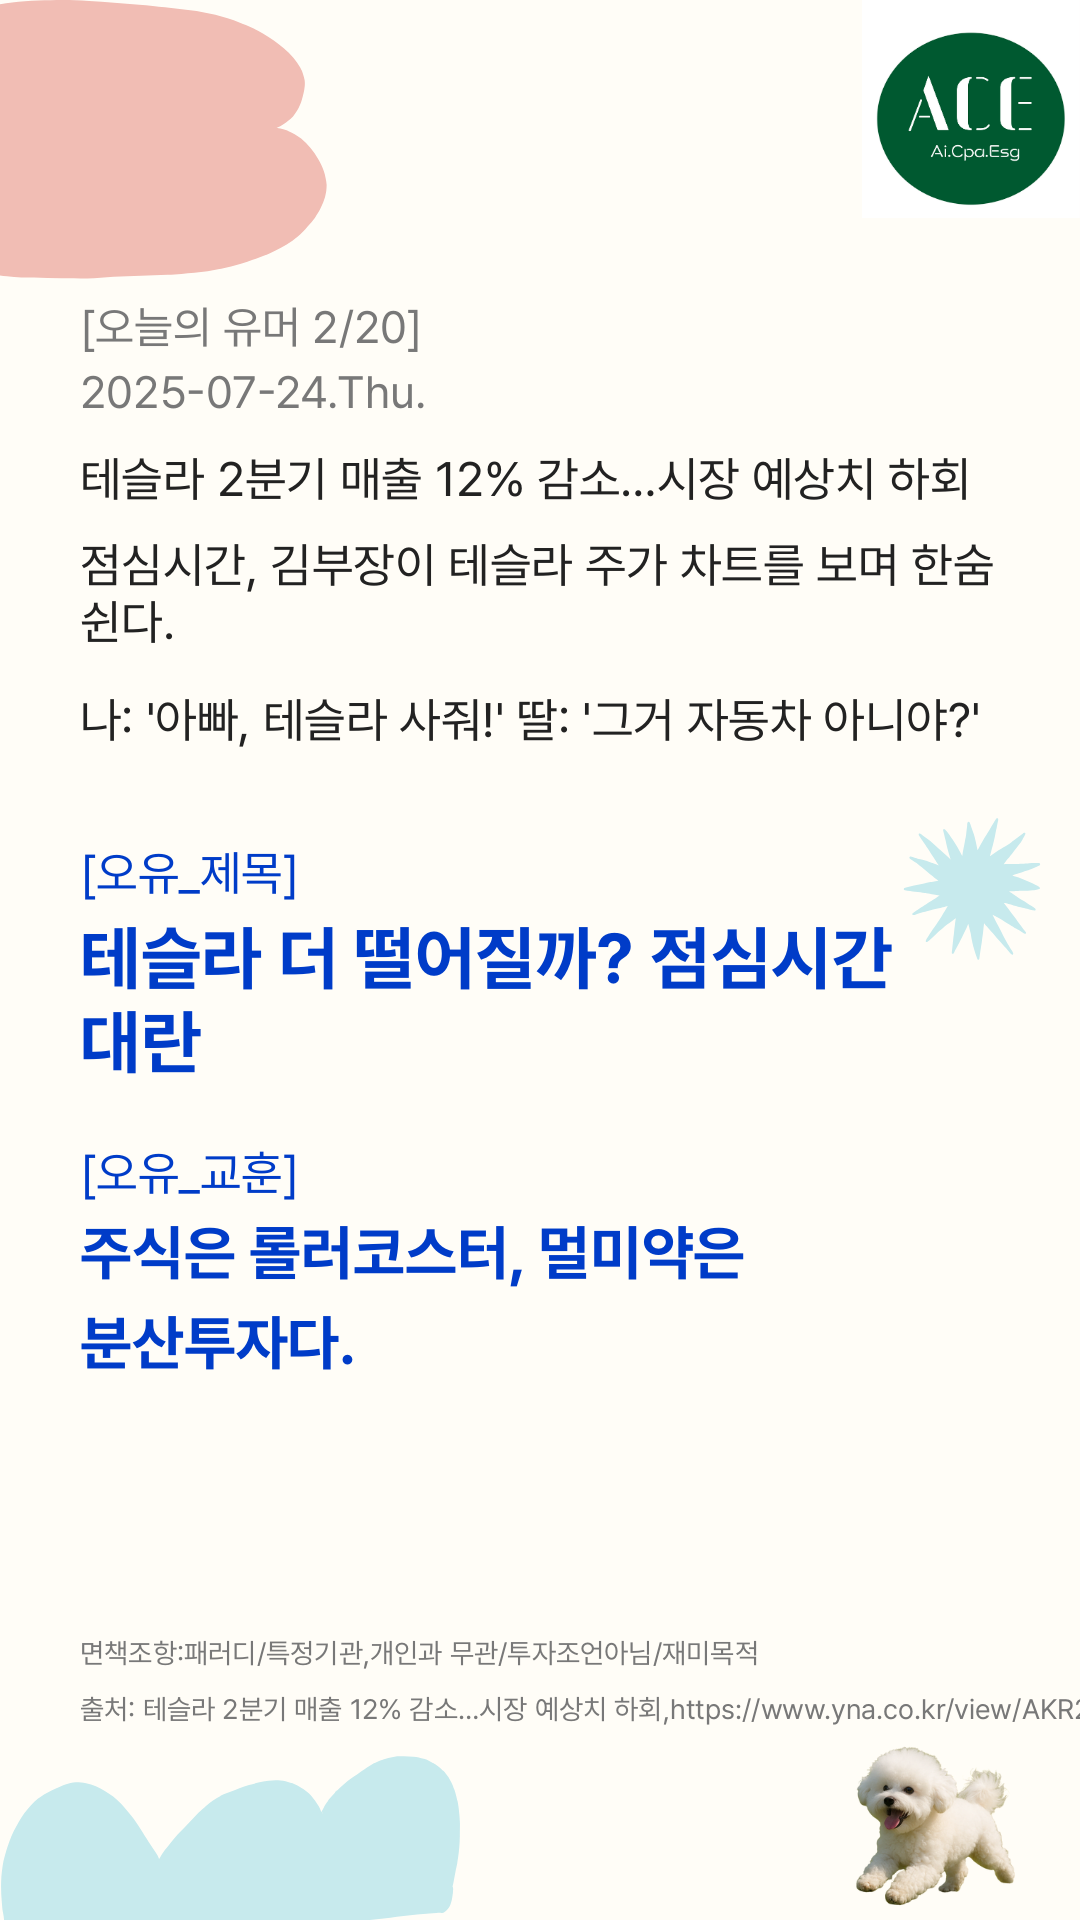 ACE
Ai.Cpa.Esg
[오늘의 유머 2/20]
2025-07-24.Thu.
테슬라 2분기 매출 12% 감소...시장 예상치 하회
점심시간, 김부장이 테슬라 주가 차트를 보며 한숨
쉰다.
나: '아빠, 테슬라 사줘!' 딸: '그거 자동차 아니야?'
[오유_제목]
테슬라 더 떨어질까? 점심시간
대란
[오유_교훈]
주식은 롤러코스터, 멀미약은
분산투자다.
면책조항:패러디/특정기관,개인과 무관/투자조언아님/재미목적
출처: 테슬라 2분기 매출 12% 감소...시장 예상치 하회,https://www.yna.co.kr/view/AKR2